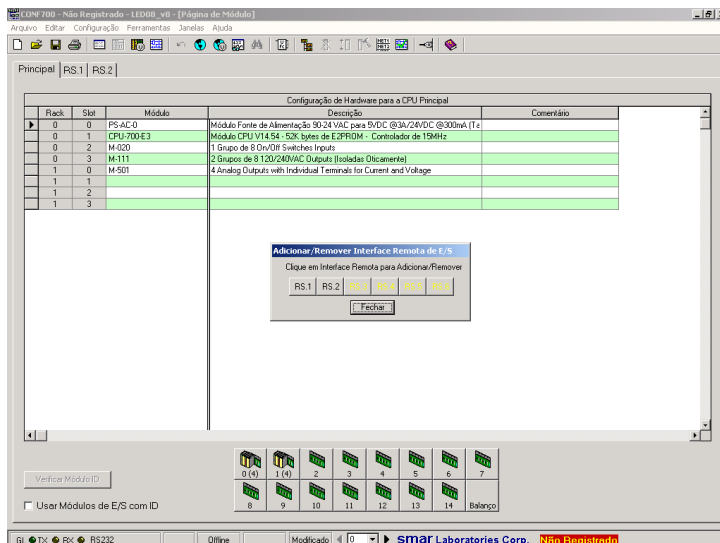 CONF700 - Não Registrado - LED08_v8 - [Página de Módulo]
Arquivo Editar Configuração Ferramentas Janelas Ajuda
Principal RS.1 RS.2
Configuração de Hardware para a CPU Principal
Rack Slot Módulo Descrição Comentário
0 0 PS-AC-0 Módulo Fonte de Alimentação 90-24 VAC para 5VDC @3A/24VDC @300mA (Ta
0 1 CPU-700-E3 Módulo CPU V14.54 - 52K bytes de E2PROM - Controlador de 15MHz
0 2 M-020 1 Grupo de 8 On/Off Switches Inputs
0 3 M-111 2 Grupos de 8 120/240VAC Outputs (Isoladas Oticamente)
1 0 M-501 4 Analog Outputs with Individual Terminals for Current and Voltage
1 1
1 2
1 3
Adicionar/Remover Interface Remota de E/S
Clique em Interface Remota para Adicionar/Remover
RS.1 RS.2
Fechar
0 (4) 1 (4) 2 3 4 5 6 7
Verificar Módulo ID
8 9 10 11 12 13 14 Balanço
Usar Módulos de E/S com ID
GL TX RX RS232 Offline Modificado 0 smar Laboratories Corp. Não Registrado